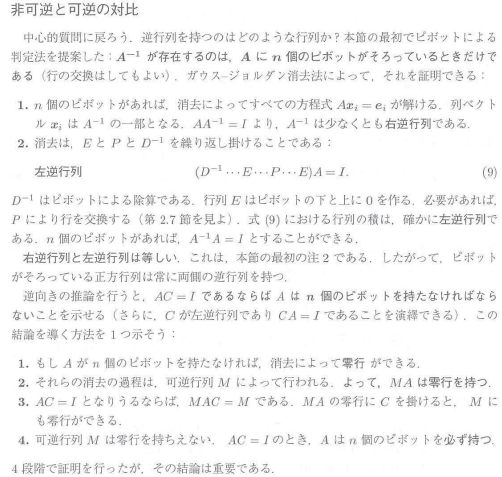 非可逆と可逆の対比
中心的質問に戻ろう．逆行列を持つのはどのような行列か？本節の最初でピボットによる
判定法を提案した：A⁻¹ が存在するのは，A に n 個のピボットがそろっているときだけで
ある（行の交換はしてもよい）．ガウス–ジョルダン消去法によって，それを証明できる：
1. n 個のピボットがあれば，消去によってすべての方程式 Axᵢ = eᵢ が解ける．列ベクト
ル xᵢ は A⁻¹ の一部となる．AA⁻¹ = I より，A⁻¹ は少なくとも右逆行列である．
2. 消去は，E と P と D⁻¹ を繰り返し掛けることである：
左逆行列 (D⁻¹ ⋯ E ⋯ P ⋯ E)A = I. (9)
D⁻¹ はピボットによる除算である．行列 E はピボットの下と上に 0 を作る．必要があれば，
P により行を交換する（第 2.7 節を見よ）．式 (9) における行列の積は，確かに左逆行列で
ある．n 個のピボットがあれば，A⁻¹A = I とすることができる．
右逆行列と左逆行列は等しい．これは，本節の最初の注 2 である．したがって，ピボット
がそろっている正方行列は常に両側の逆行列を持つ．
逆向きの推論を行うと，AC = I であるならば A は n 個のピボットを持たなければならな
いことを示せる（さらに，C が左逆行列であり CA = I であることを演繹できる）．この
結論を導く方法を 1 つ示そう：
1. もし A が n 個のピボットを持たなければ，消去によって零行 ができる．
2. それらの消去の過程は，可逆行列 M によって行われる．よって，MA は零行を持つ．
3. AC = I となりうるならば，MAC = M である．MA の零行に C を掛けると，M に
も零行ができる．
4. 可逆行列 M は零行を持ちえない．AC = I のとき，A は n 個のピボットを必ず持つ．
4 段階で証明を行ったが，その結論は重要である．